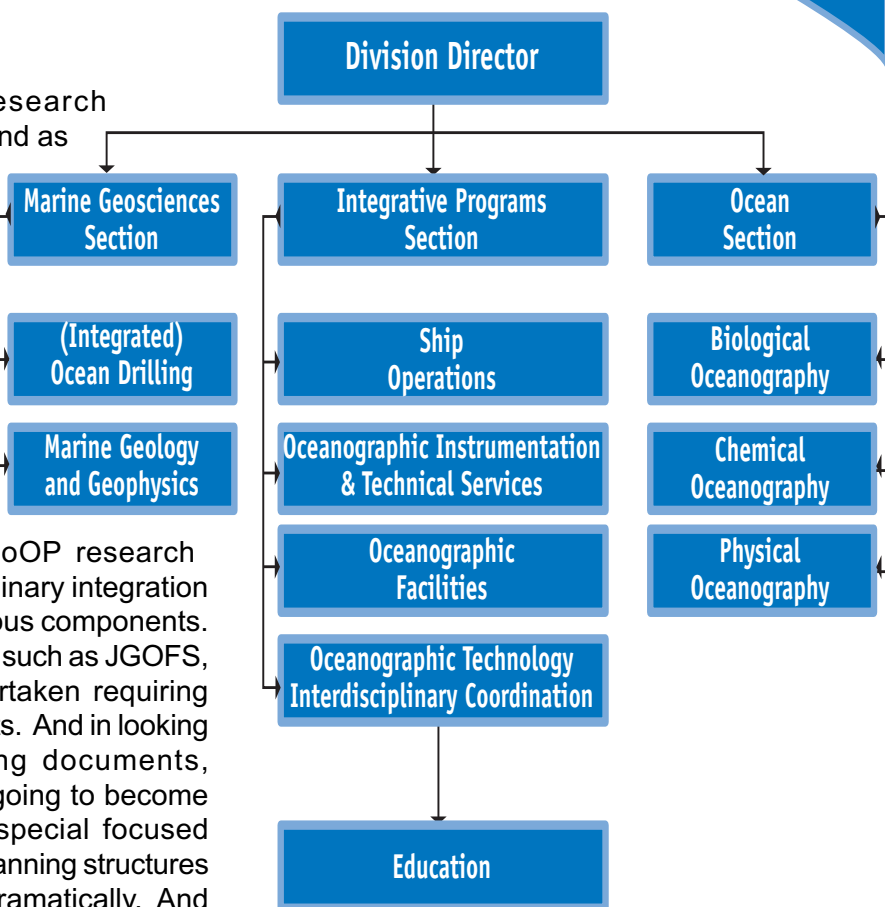 Division Director
research
nd as
Marine Geosciences
Section
Integrative Programs
Section
Ocean
Section
(Integrated)
Ocean Drilling
Ship
Operations
Biological
Oceanography
Marine Geology
and Geophysics
Oceanographic Instrumentation
& Technical Services
Chemical
Oceanography
Oceanographic
Facilities
Physical
Oceanography
Oceanographic Technology
Interdisciplinary Coordination
Education
oOP research
inary integration
ous components.
such as JGOFS,
rtaken requiring
ts. And in looking
ng documents,
going to become
special focused
anning structures
ramatically. And